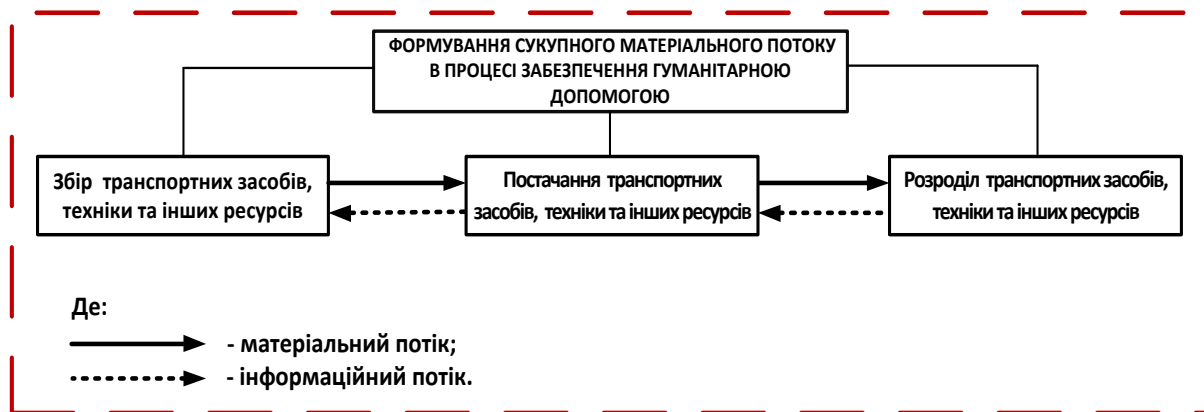 ФОРМУВАННЯ СУКУПНОГО МАТЕРІАЛЬНОГО ПОТОКУ
В ПРОЦЕСІ ЗАБЕЗПЕЧЕННЯ ГУМАНІТАРНОЮ
ДОПОМОГОЮ
Збір транспортних засобів,
техніки та інших ресурсів
Постачання транспортних
засобів, техніки та інших ресурсів
Розроділ транспортних засобів,
техніки та інших ресурсів
Де:
- матеріальний потік;
- інформаційний потік.